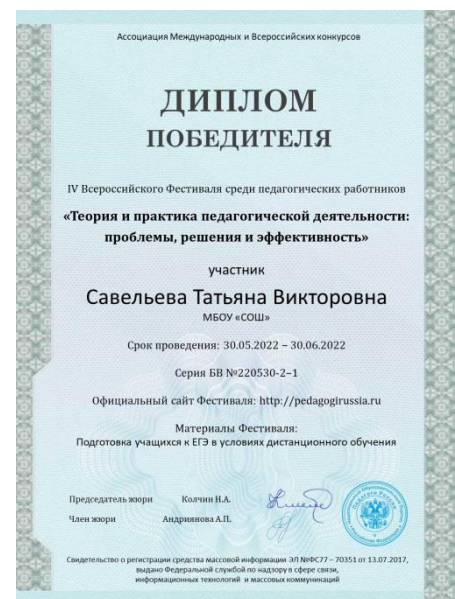 Ассоциация Международных и Всероссийских конкурсов
ДИПЛОМ
ПОБЕДИТЕЛЯ
IV Всероссийского Фестиваля среди педагогических работников
«Теория и практика педагогической деятельности:
проблемы, решения и эффективность»
участник
Савельева Татьяна Викторовна
МБОУ «СОШ»
Срок проведения: 30.05.2022 – 30.06.2022
Серия БВ №220530-2–1
Официальный сайт Фестиваля: http://pedagogirussia.ru
Материалы Фестиваля:
Подготовка учащихся к ЕГЭ в условиях дистанционного обучения
Председатель жюри Колчин Н.А.
Член жюри Андриянова А.П.
Педагоги России
Свидетельство о регистрации средства массовой информации ЭЛ №ФС77 – 70351 от 13.07.2017,
выдано Федеральной службой по надзору в сфере связи,
информационных технологий и массовых коммуникаций